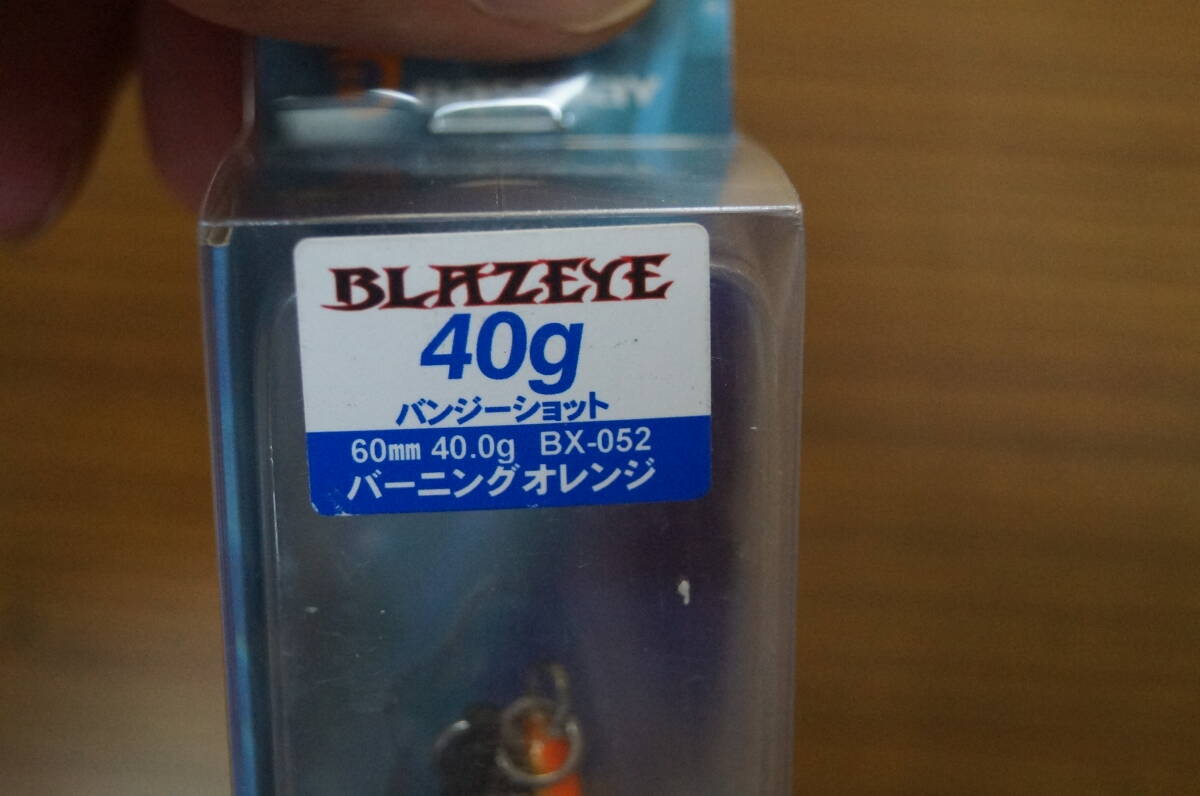 BLAZEYE
40g
バンジーショット
60mm 40.0g BX-052
バーニングオレンジ